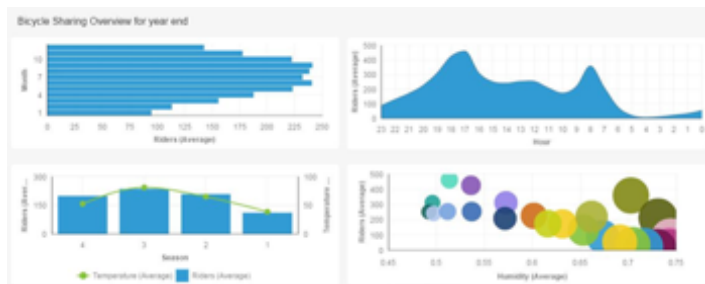 Bicycle Sharing Overview for year end
Month
10
7
4
1
0 25 50 75 100 125 150 175 200 225 250
Riders (Average)
Riders (Average)
500
400
300
200
100
0
23 22 21 20 19 18 17 16 15 14 13 12 11 10 9 8 7 6 5 4 3 2 1 0
Hour
Riders (Aver...
300
150
0
100
50
0
Temperature ...
4 3 2 1
Season
Temperature (Average) Riders (Average)
Riders (Average)
500
400
300
200
100
0
0.45 0.5 0.55 0.6 0.65 0.7 0.75
Humidity (Average)